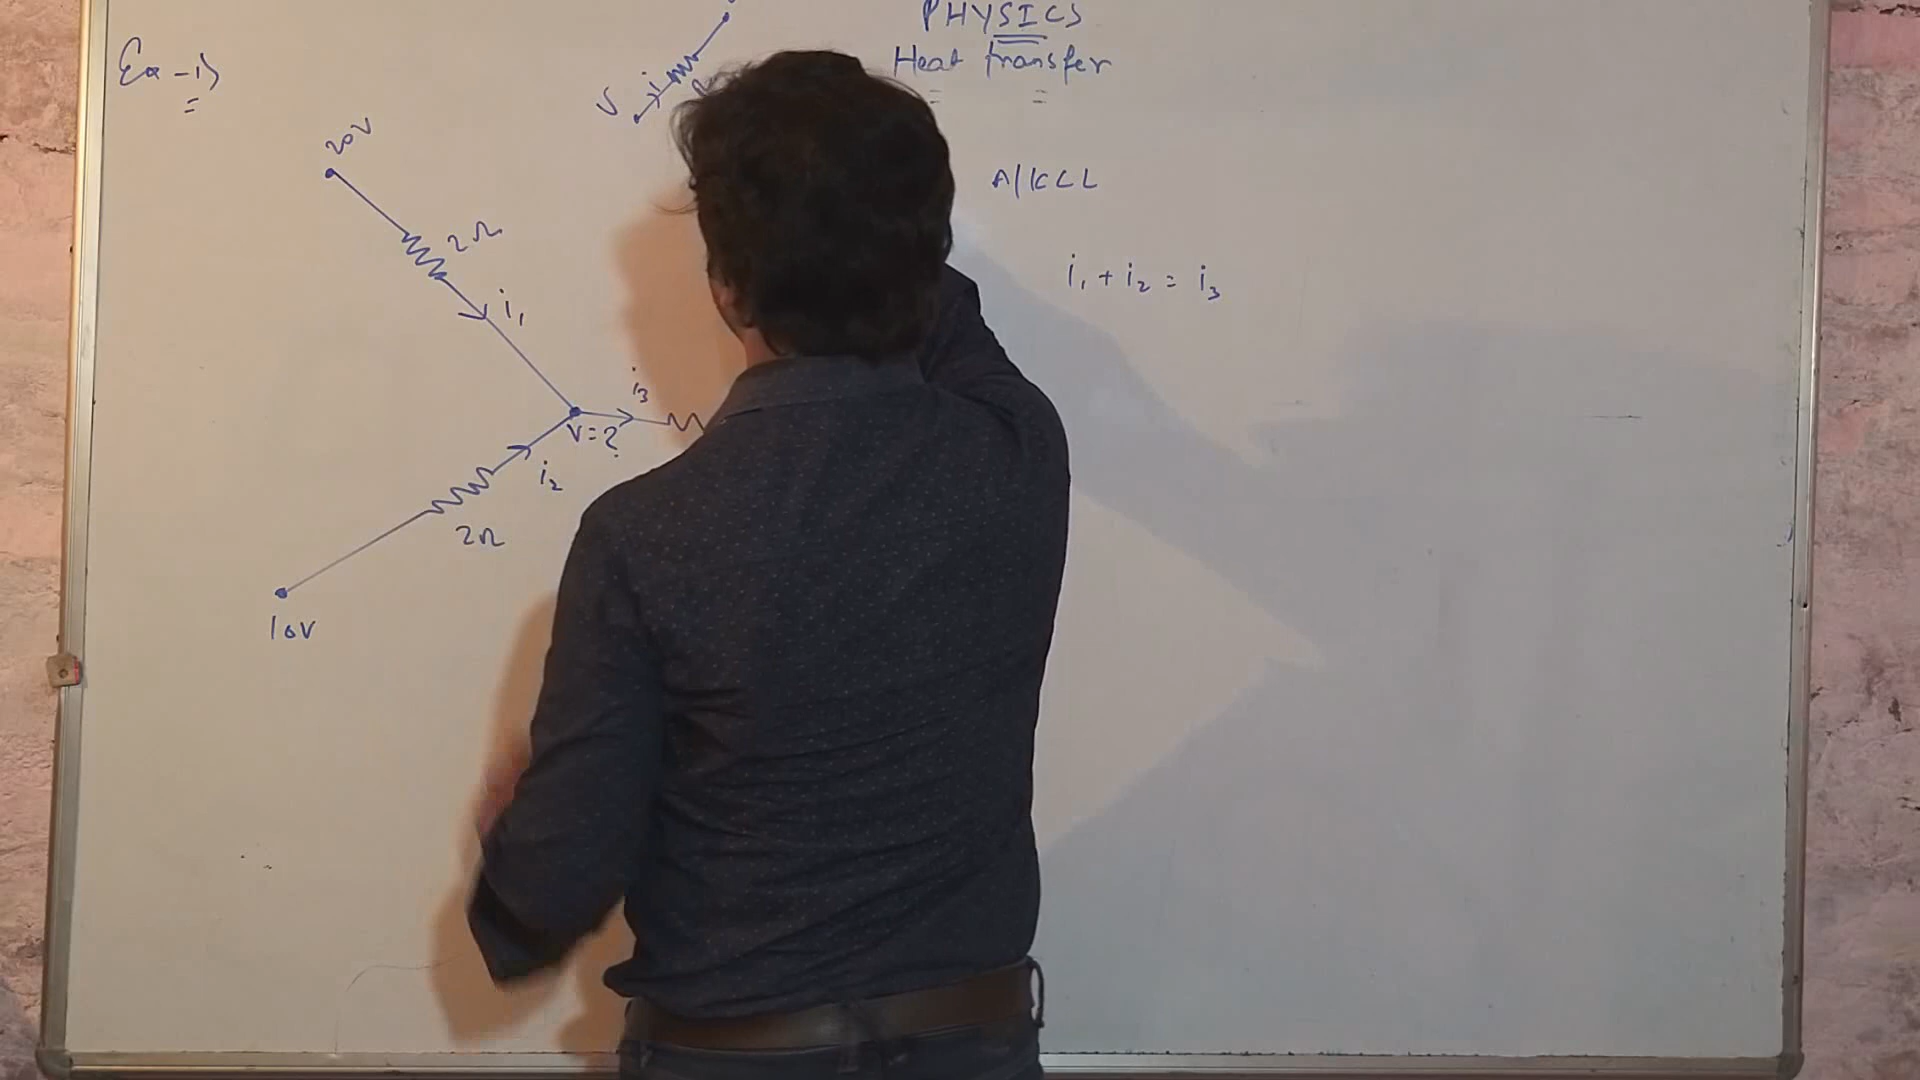 PHYSICS
Heat transfer
Ex-1)
V
i
20V
A/KCL
2Ω
i₁ + i₂ = i₃
i₁
i₃
V=?
i₂
2Ω
10V